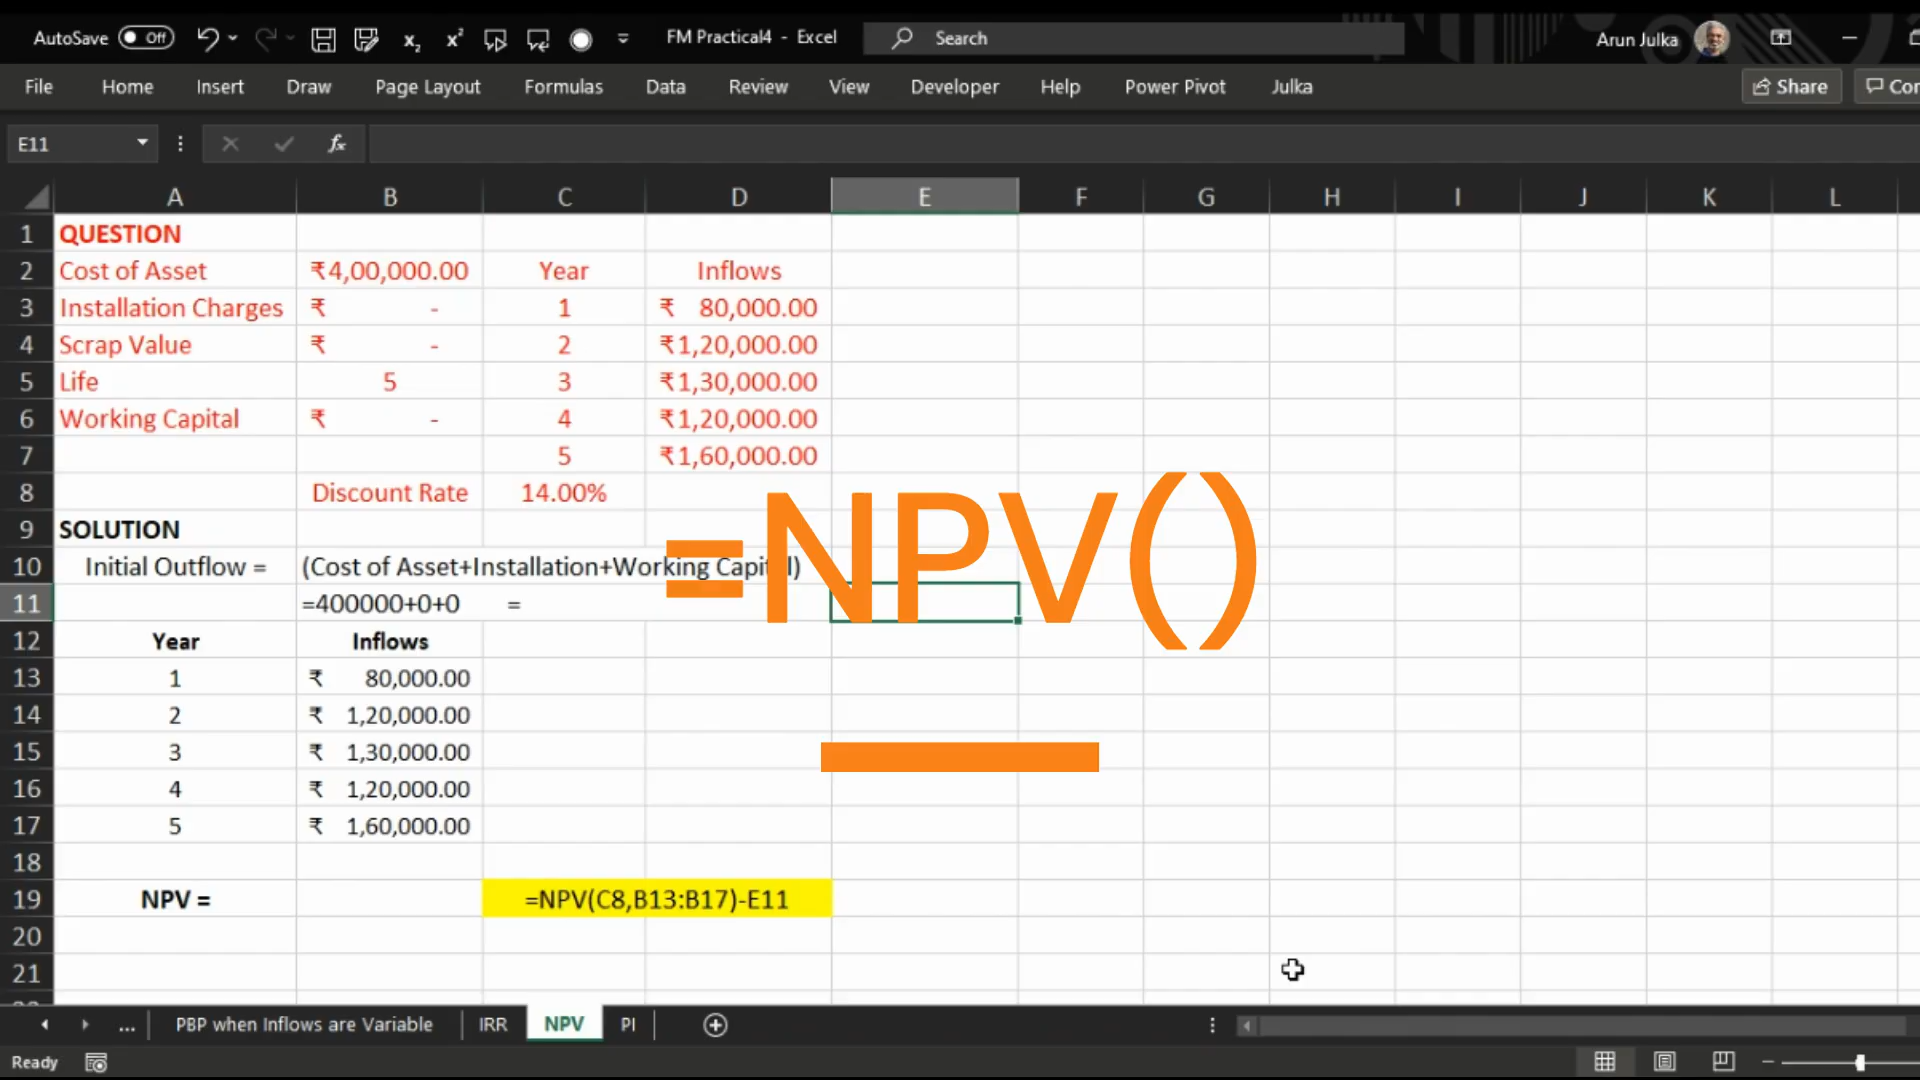 AutoSave Off FM Practical4 - Excel Search Arun Julka
File Home Insert Draw Page Layout Formulas Data Review View Developer Help Power Pivot Julka Share Con
E11 fx
A B C D E F G H I J K L
1 QUESTION
2 Cost of Asset ₹4,00,000.00 Year Inflows
3 Installation Charges ₹ - 1 ₹ 80,000.00
4 Scrap Value ₹ - 2 ₹1,20,000.00
5 Life 5 3 ₹1,30,000.00
6 Working Capital ₹ - 4 ₹1,20,000.00
7 5 ₹1,60,000.00
8 Discount Rate 14.00%
=NPV()
9 SOLUTION
10 Initial Outflow = (Cost of Asset+Installation+Working Capital)
11 =400000+0+0 =
12 Year Inflows
13 1 ₹ 80,000.00
14 2 ₹ 1,20,000.00
15 3 ₹ 1,30,000.00
16 4 ₹ 1,20,000.00
17 5 ₹ 1,60,000.00
18
19 NPV = =NPV(C8,B13:B17)-E11
20
21
... PBP when Inflows are Variable IRR NPV PI
Ready